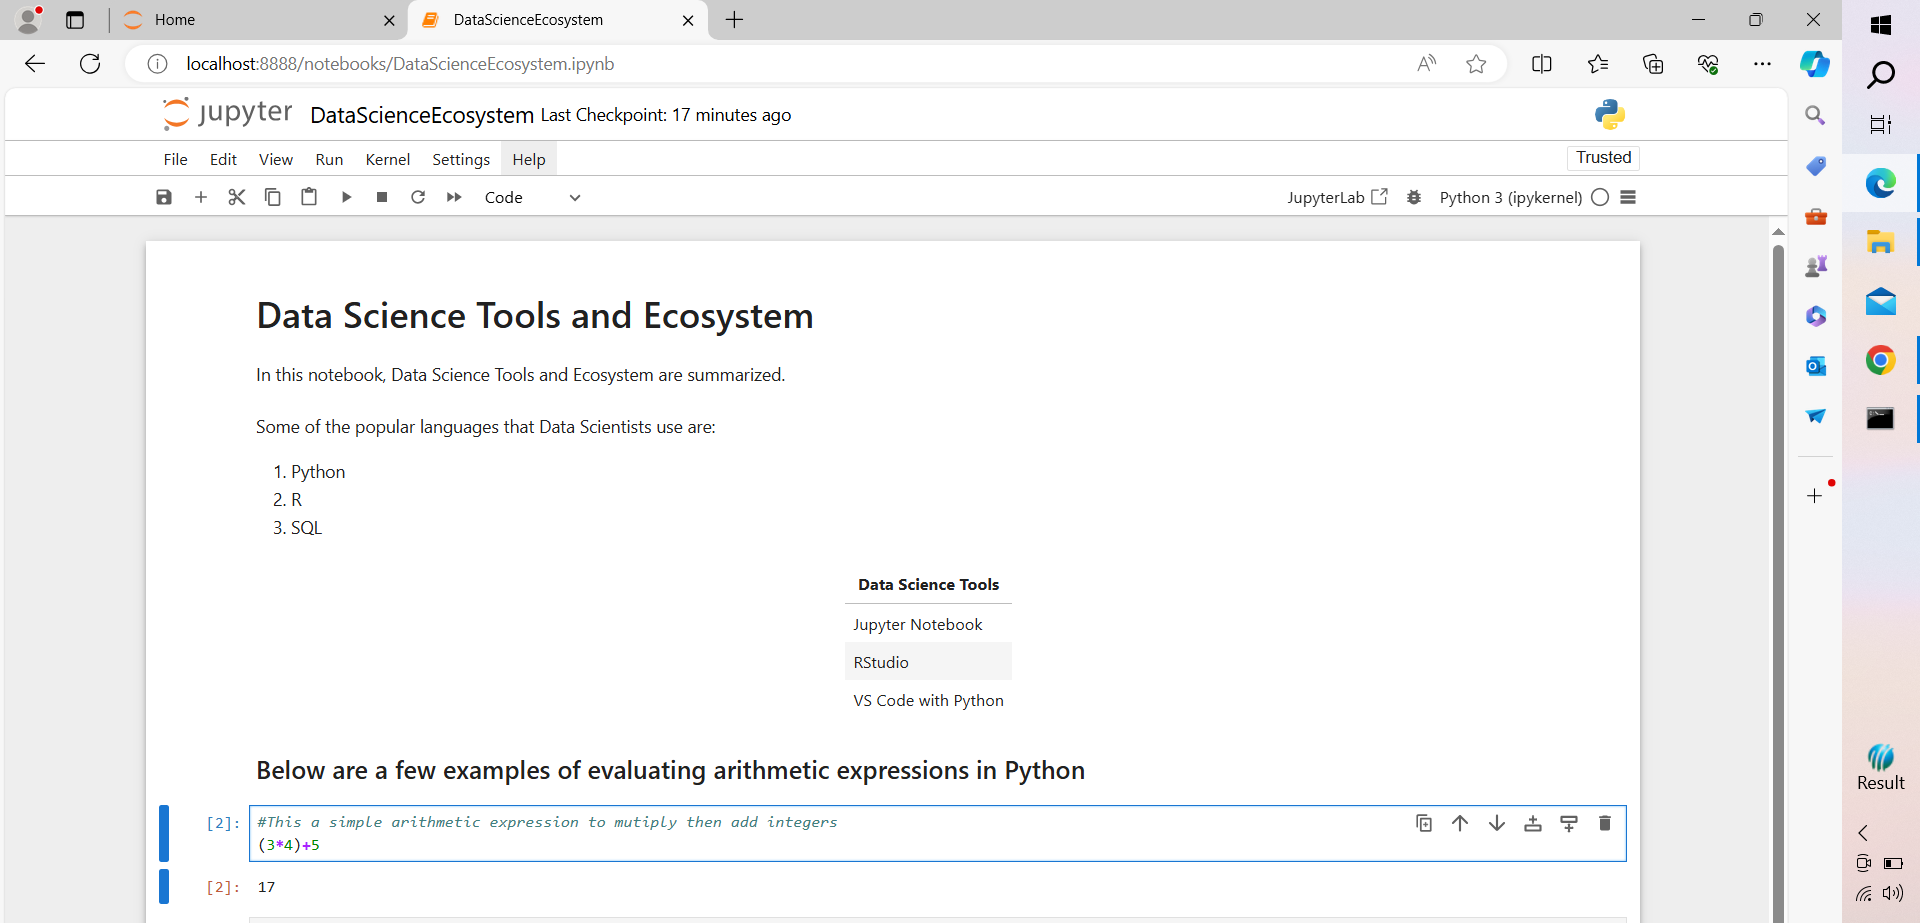 Home
DataScienceEcosystem
localhost:8888/notebooks/DataScienceEcosystem.ipynb
jupyter DataScienceEcosystem Last Checkpoint: 17 minutes ago
File Edit View Run Kernel Settings Help
Trusted
Code
JupyterLab
Python 3 (ipykernel)
Data Science Tools and Ecosystem
In this notebook, Data Science Tools and Ecosystem are summarized.
Some of the popular languages that Data Scientists use are:
1. Python
2. R
3. SQL
Data Science Tools
Jupyter Notebook
RStudio
VS Code with Python
Below are a few examples of evaluating arithmetic expressions in Python
[2]: #This a simple arithmetic expression to mutiply then add integers
(3*4)+5
[2]: 17
Result